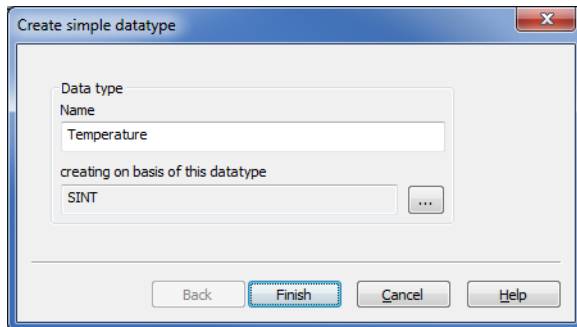 Create simple datatype
Data type
Name
Temperature
creating on basis of this datatype
SINT
...
Back Finish Cancel Help